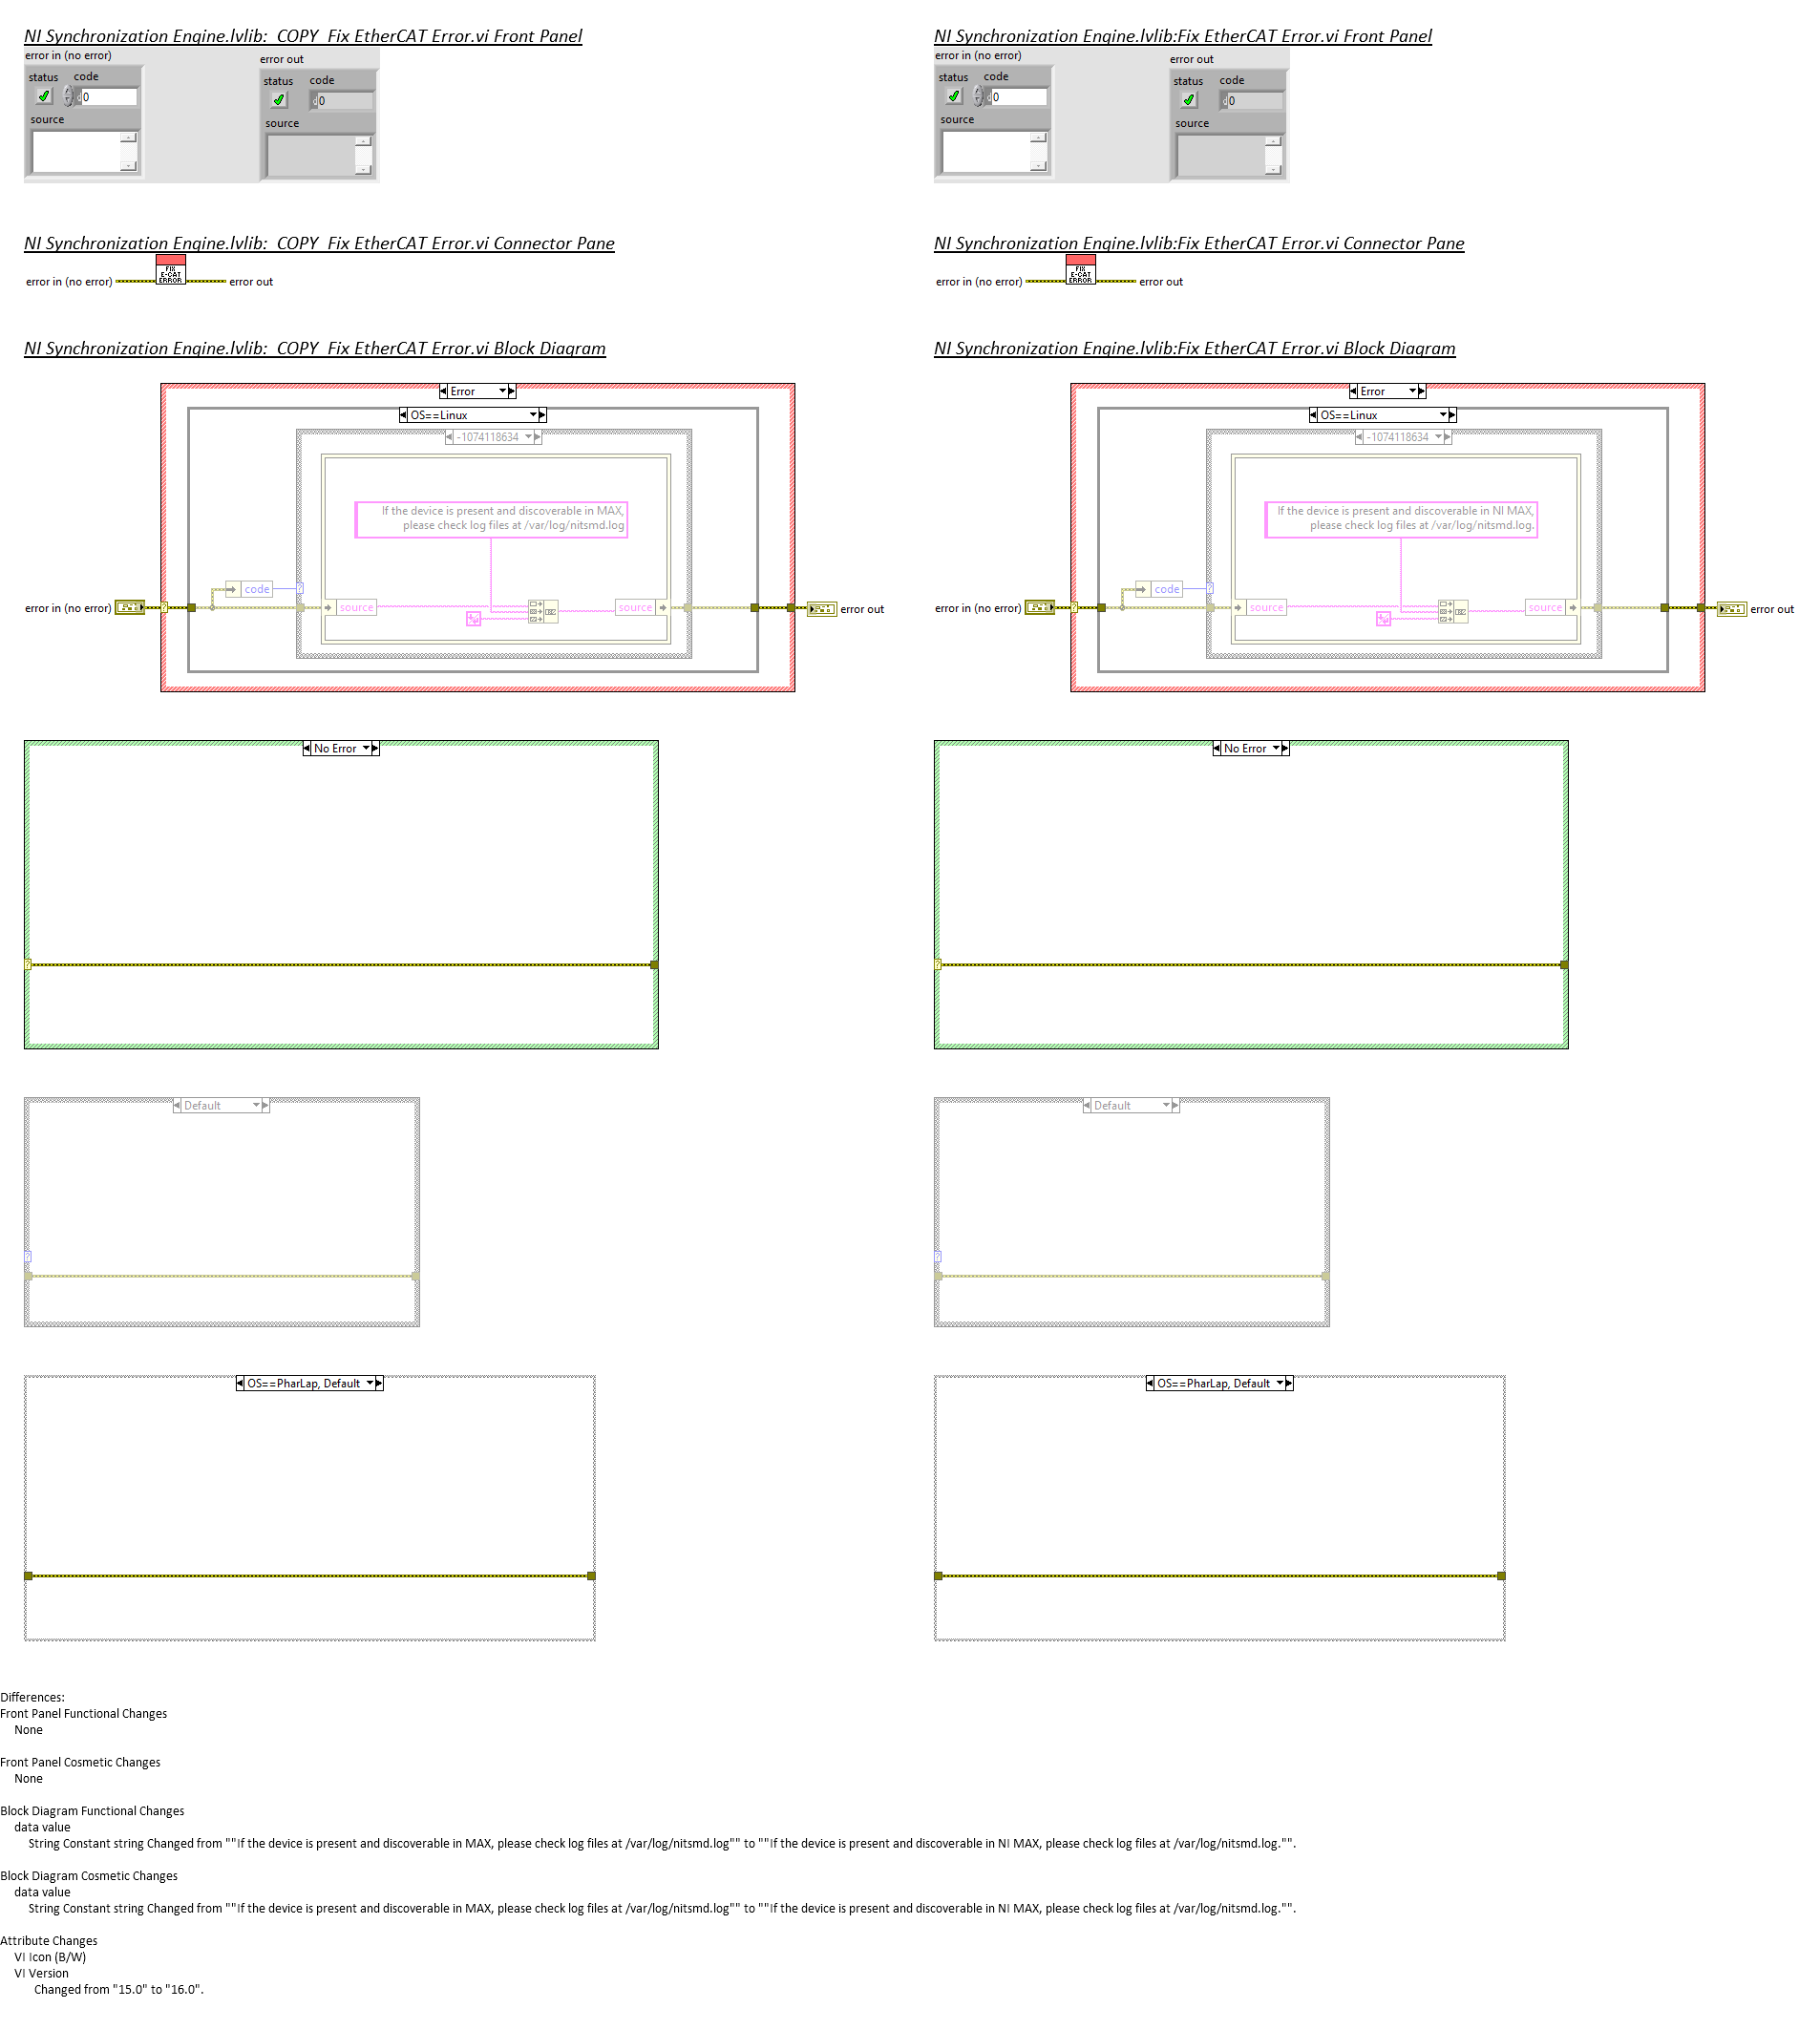 NI Synchronization Engine.lvlib:_COPY_Fix EtherCAT Error.vi Front Panel
error in (no error)
error out
status
code
status
code
0
0
source
source
NI Synchronization Engine.lvlib:Fix EtherCAT Error.vi Front Panel
error in (no error)
error out
status
code
status
code
0
0
source
source
NI Synchronization Engine.lvlib:_COPY_Fix EtherCAT Error.vi Connector Pane
FIX
E-CAT
ERROR
error in (no error)
error out
NI Synchronization Engine.lvlib:Fix EtherCAT Error.vi Connector Pane
FIX
E-CAT
ERROR
error in (no error)
error out
NI Synchronization Engine.lvlib:_COPY_Fix EtherCAT Error.vi Block Diagram
Error
OS==Linux
-1074118634
If the device is present and discoverable in MAX,
please check log files at /var/log/nitsmd.log
code
?
error in (no error)
?
source
source
error out
NI Synchronization Engine.lvlib:Fix EtherCAT Error.vi Block Diagram
Error
OS==Linux
-1074118634
If the device is present and discoverable in NI MAX,
please check log files at /var/log/nitsmd.log.
code
?
error in (no error)
?
source
source
error out
No Error
?
No Error
?
Default
?
Default
?
OS==PharLap, Default
OS==PharLap, Default
Differences:
Front Panel Functional Changes
None
Front Panel Cosmetic Changes
None
Block Diagram Functional Changes
data value
String Constant string Changed from ""If the device is present and discoverable in MAX, please check log files at /var/log/nitsmd.log"" to ""If the device is present and discoverable in NI MAX, please check log files at /var/log/nitsmd.log."".
Block Diagram Cosmetic Changes
data value
String Constant string Changed from ""If the device is present and discoverable in MAX, please check log files at /var/log/nitsmd.log"" to ""If the device is present and discoverable in NI MAX, please check log files at /var/log/nitsmd.log."".
Attribute Changes
VI Icon (B/W)
VI Version
Changed from "15.0" to "16.0".